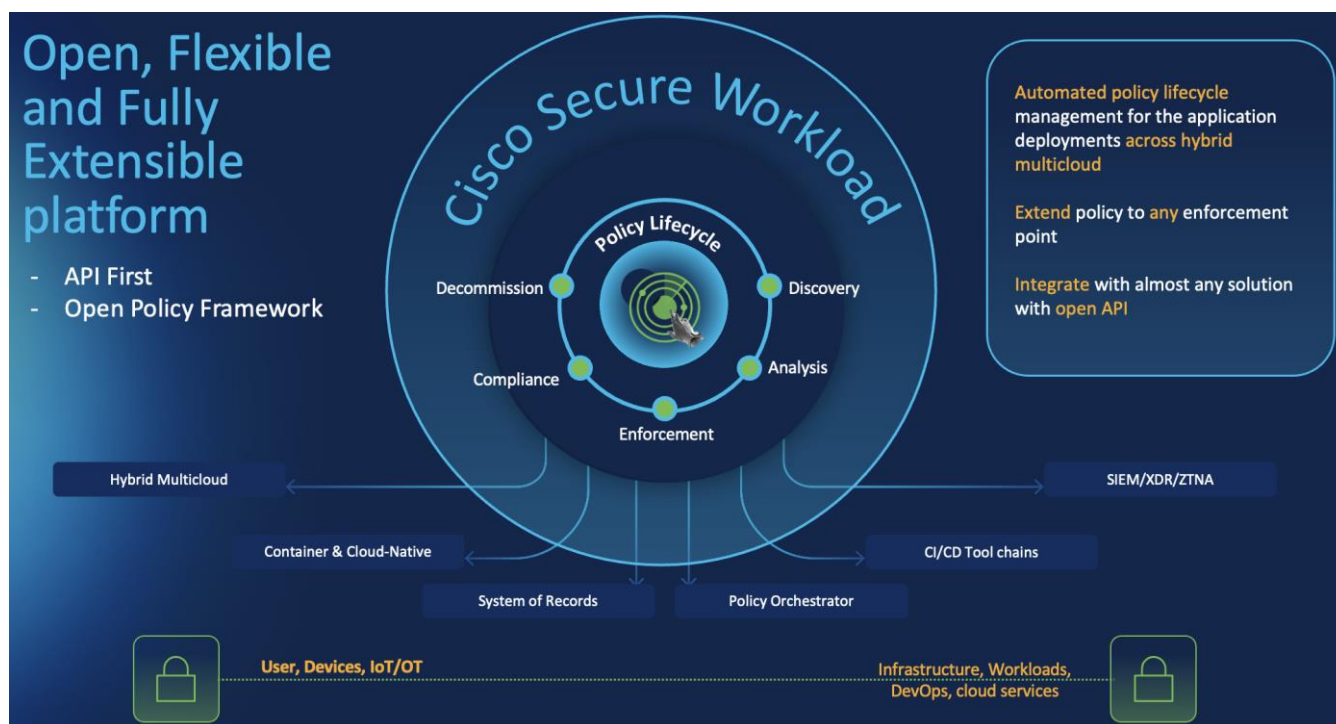 Open, Flexible
and Fully
Extensible
platform
- API First
- Open Policy Framework
Cisco Secure Workload
Policy Lifecycle
Decommission
Discovery
Compliance
Analysis
Enforcement
Automated policy lifecycle
management for the application
deployments across hybrid
multicloud
Extend policy to any enforcement
point
Integrate with almost any solution
with open API
Hybrid Multicloud
SIEM/XDR/ZTNA
Container & Cloud-Native
CI/CD Tool chains
System of Records
Policy Orchestrator
User, Devices, IoT/OT
Infrastructure, Workloads,
DevOps, cloud services